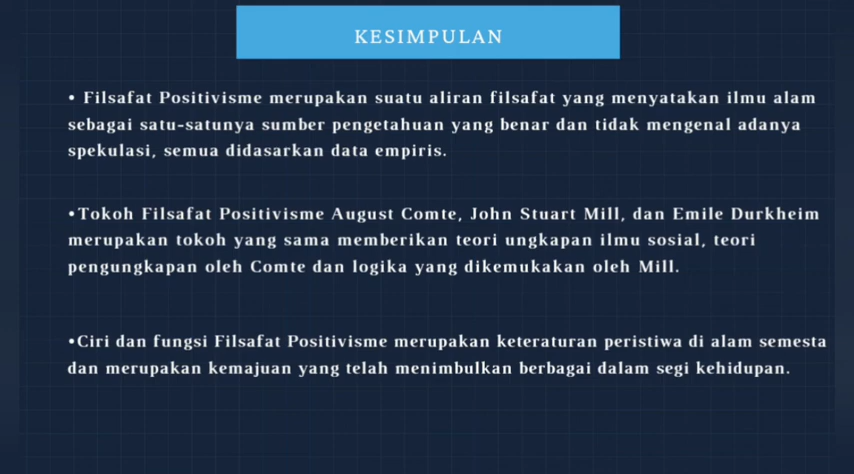 KESIMPULAN
• Filsafat Positivisme merupakan suatu aliran filsafat yang menyatakan ilmu alam
sebagai satu-satunya sumber pengetahuan yang benar dan tidak mengenal adanya
spekulasi, semua didasarkan data empiris.
•Tokoh Filsafat Positivisme August Comte, John Stuart Mill, dan Emile Durkheim
merupakan tokoh yang sama memberikan teori ungkapan ilmu sosial, teori
pengungkapan oleh Comte dan logika yang dikemukakan oleh Mill.
•Ciri dan fungsi Filsafat Positivisme merupakan keteraturan peristiwa di alam semesta
dan merupakan kemajuan yang telah menimbulkan berbagai dalam segi kehidupan.